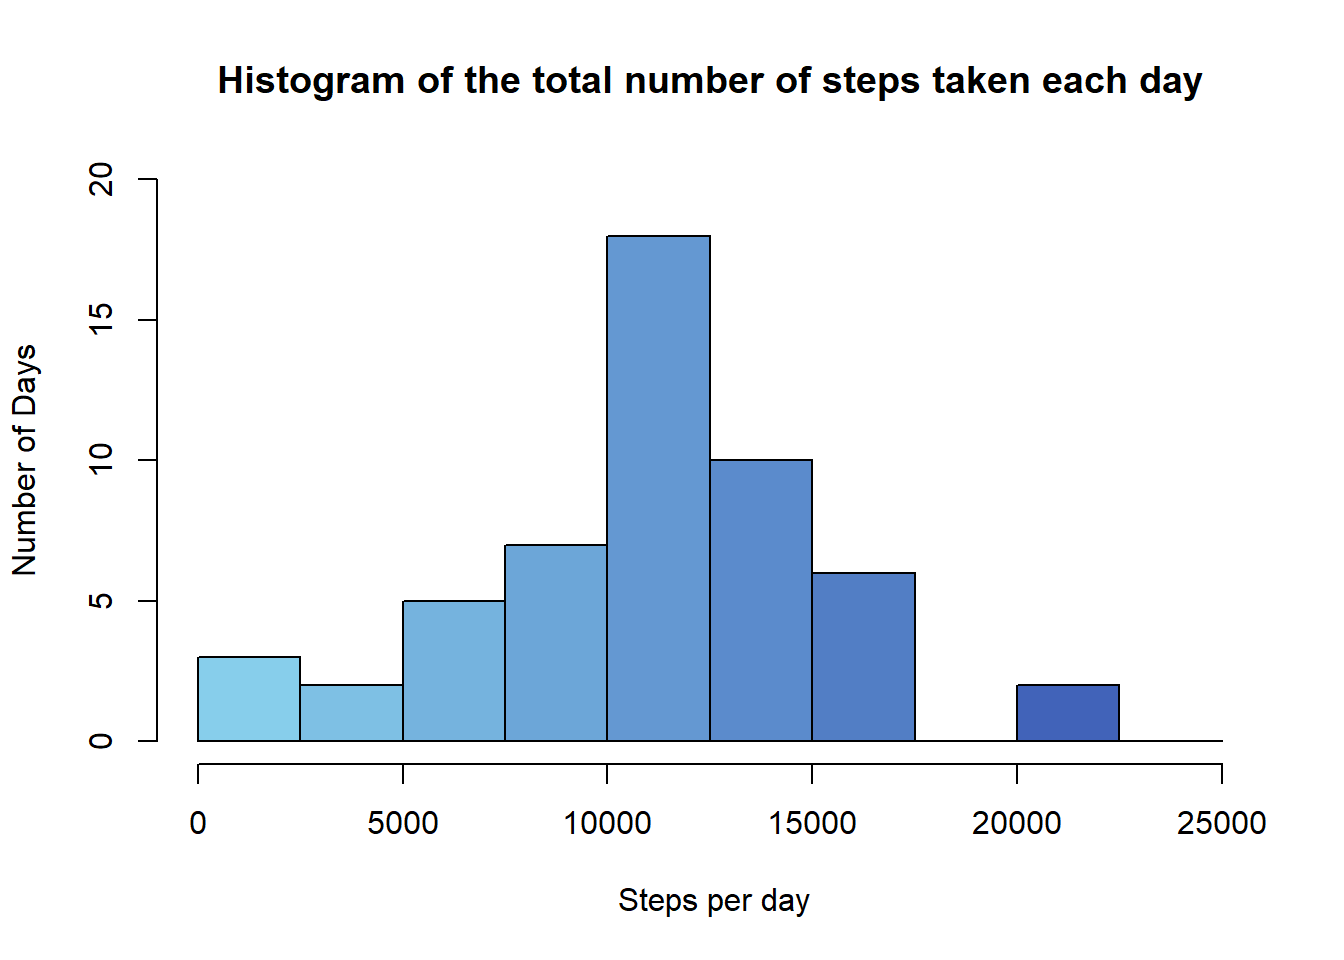 Histogram of the total number of steps taken each day
Number of Days
20
15
10
5
0
0 5000 10000 15000 20000 25000
Steps per day